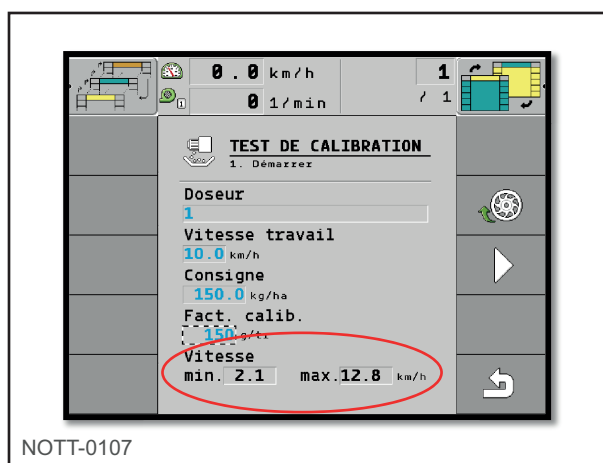 0.0 km/h 1
1 0 1/min / 1
TEST DE CALIBRATION
1. Démarrer
Doseur
1
Vitesse travail
10.0 km/h
Consigne
150.0 kg/ha
Fact. calib.
150 g/tr
Vitesse
min. 2.1 max. 12.8 km/h
NOTT-0107